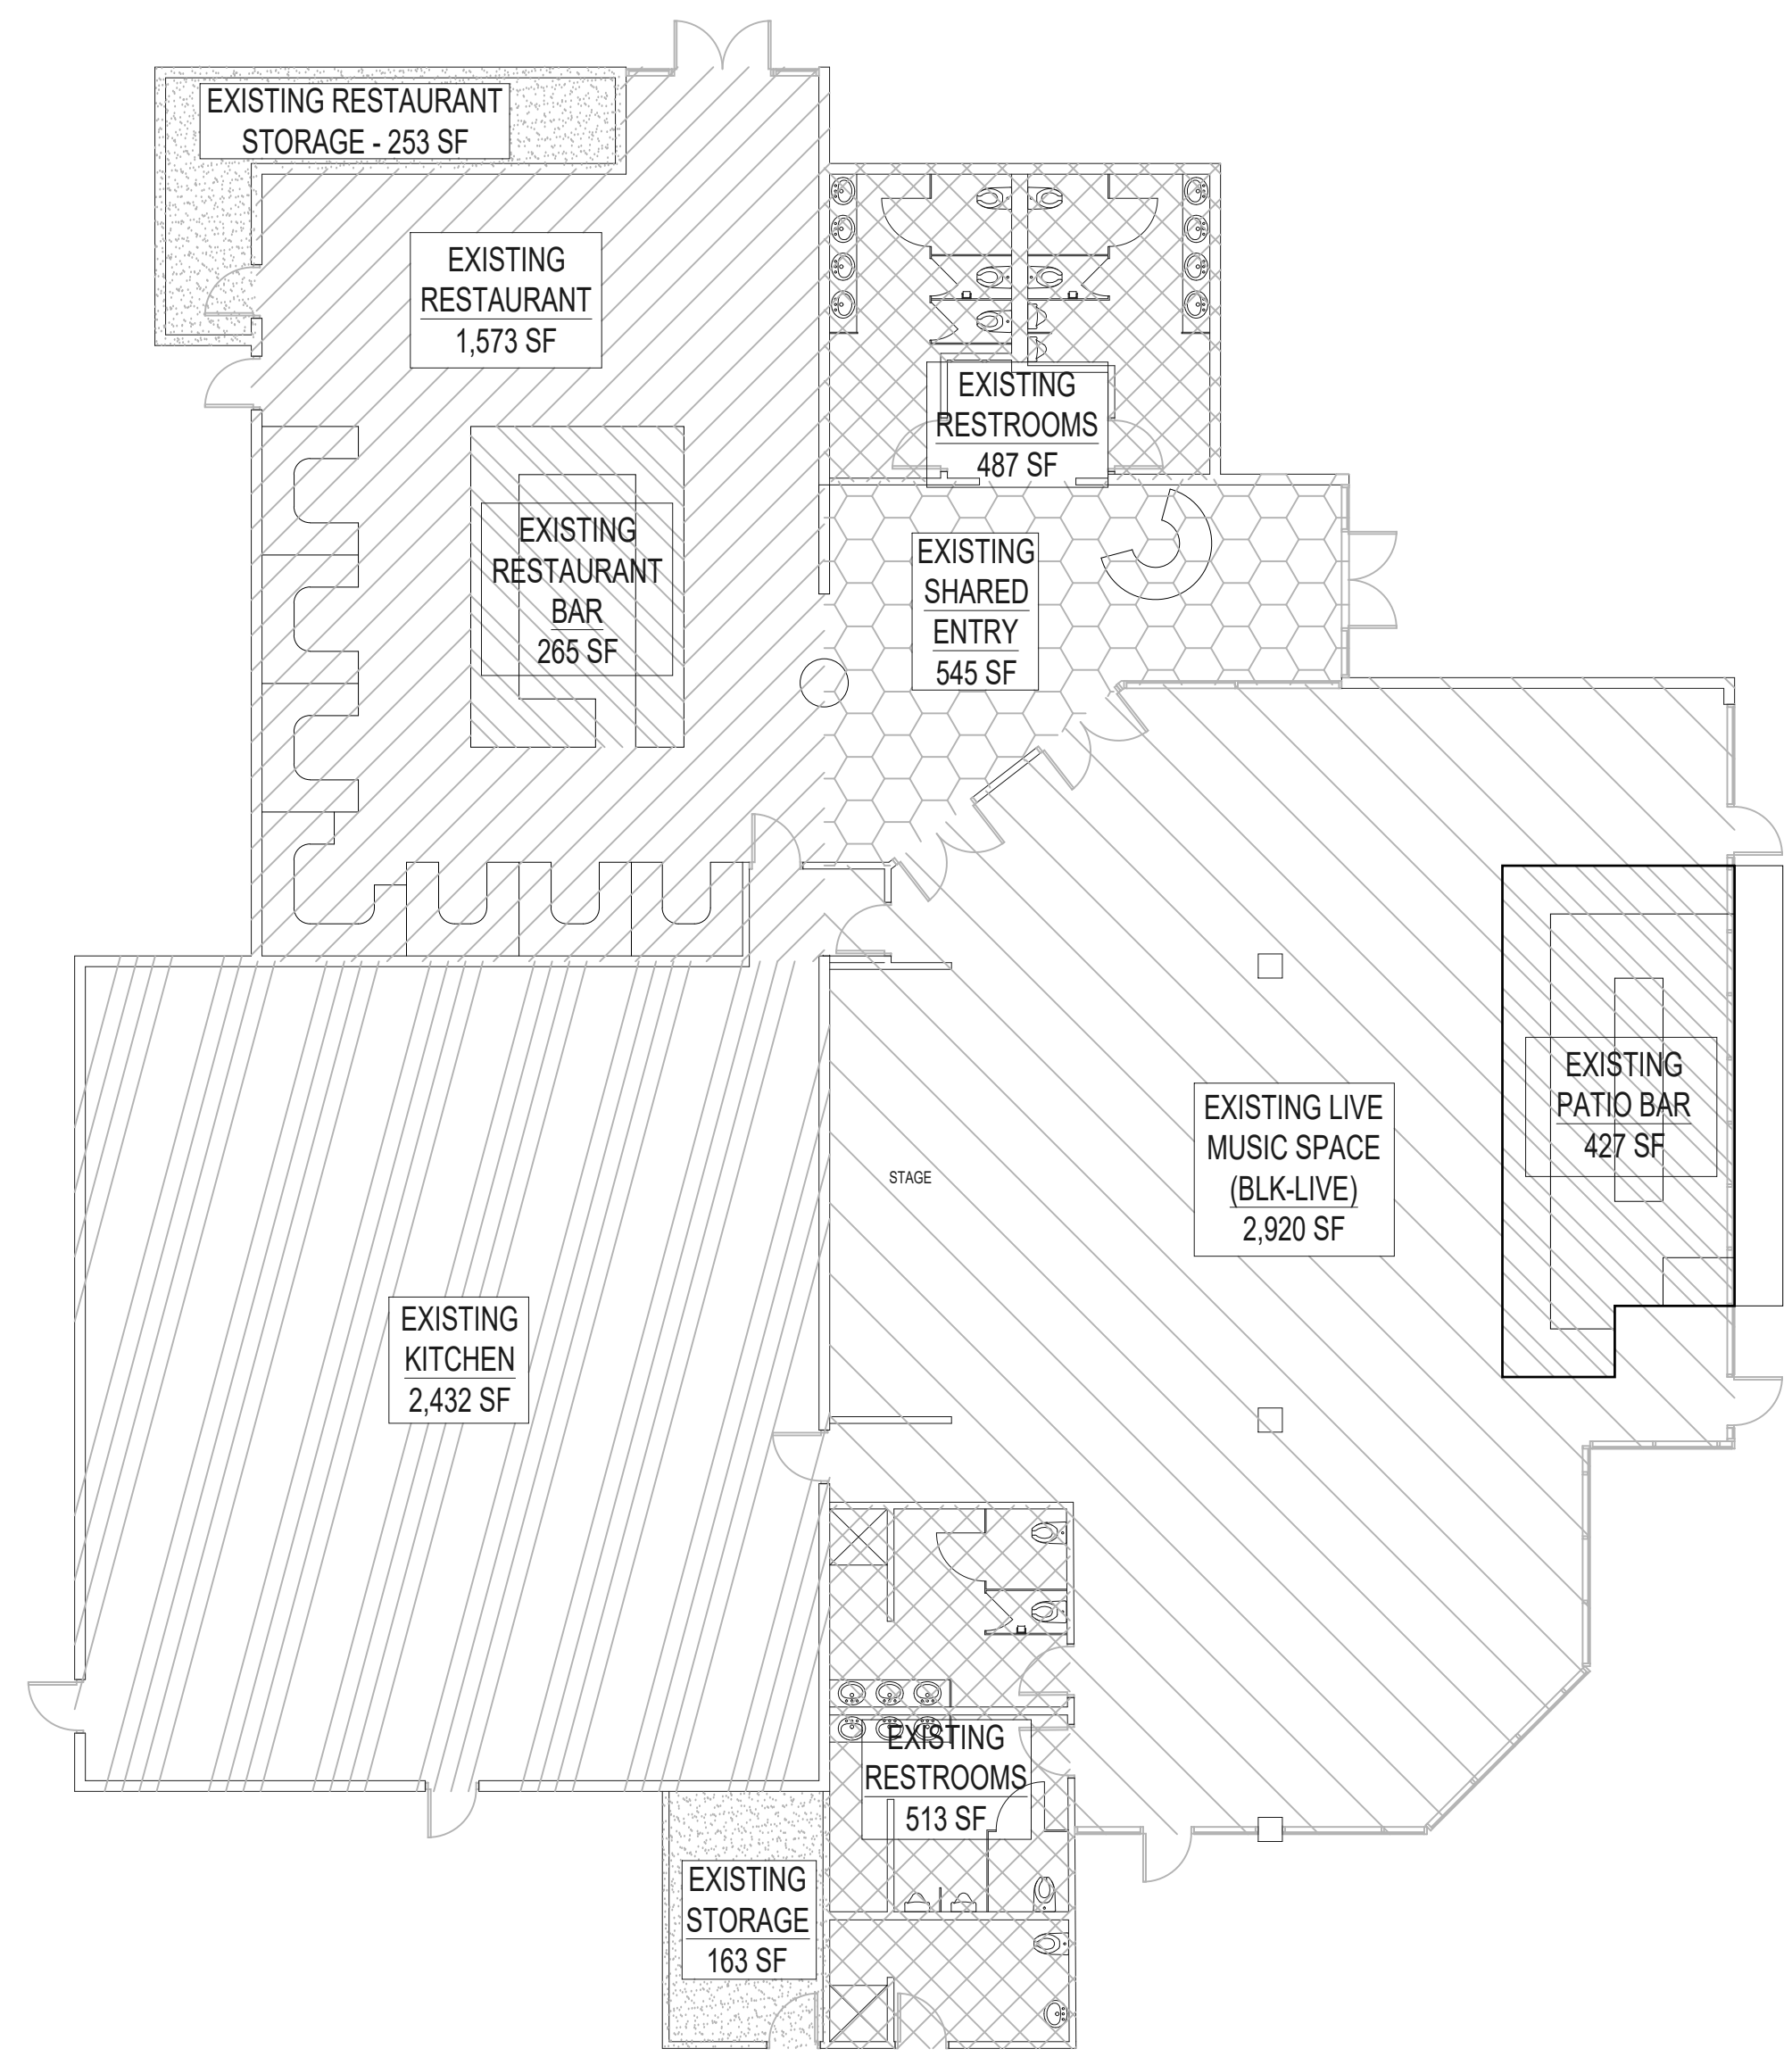 EXISTING RESTAURANT
STORAGE - 253 SF
EXISTING
RESTAURANT
1,573 SF
EXISTING
RESTROOMS
487 SF
EXISTING
RESTAURANT
BAR
265 SF
EXISTING
SHARED
ENTRY
545 SF
EXISTING
PATIO BAR
427 SF
EXISTING LIVE
MUSIC SPACE
(BLK-LIVE)
2,920 SF
STAGE
EXISTING
KITCHEN
2,432 SF
EXISTING
RESTROOMS
513 SF
EXISTING
STORAGE
163 SF